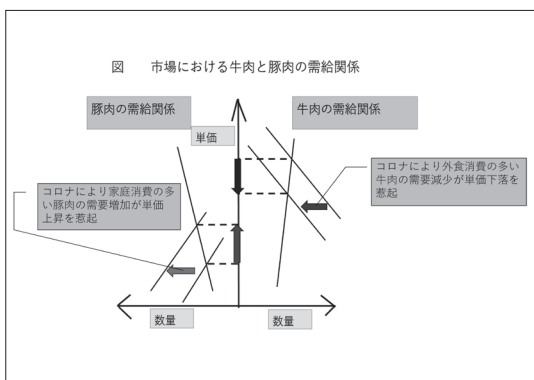 図　市場における牛肉と豚肉の需給関係
豚肉の需給関係
牛肉の需給関係
単価
コロナにより家庭消費の多
い豚肉の需要増加が単価
上昇を惹起
コロナにより外食消費の多い
牛肉の需要減少が単価下落を
惹起
数量
数量